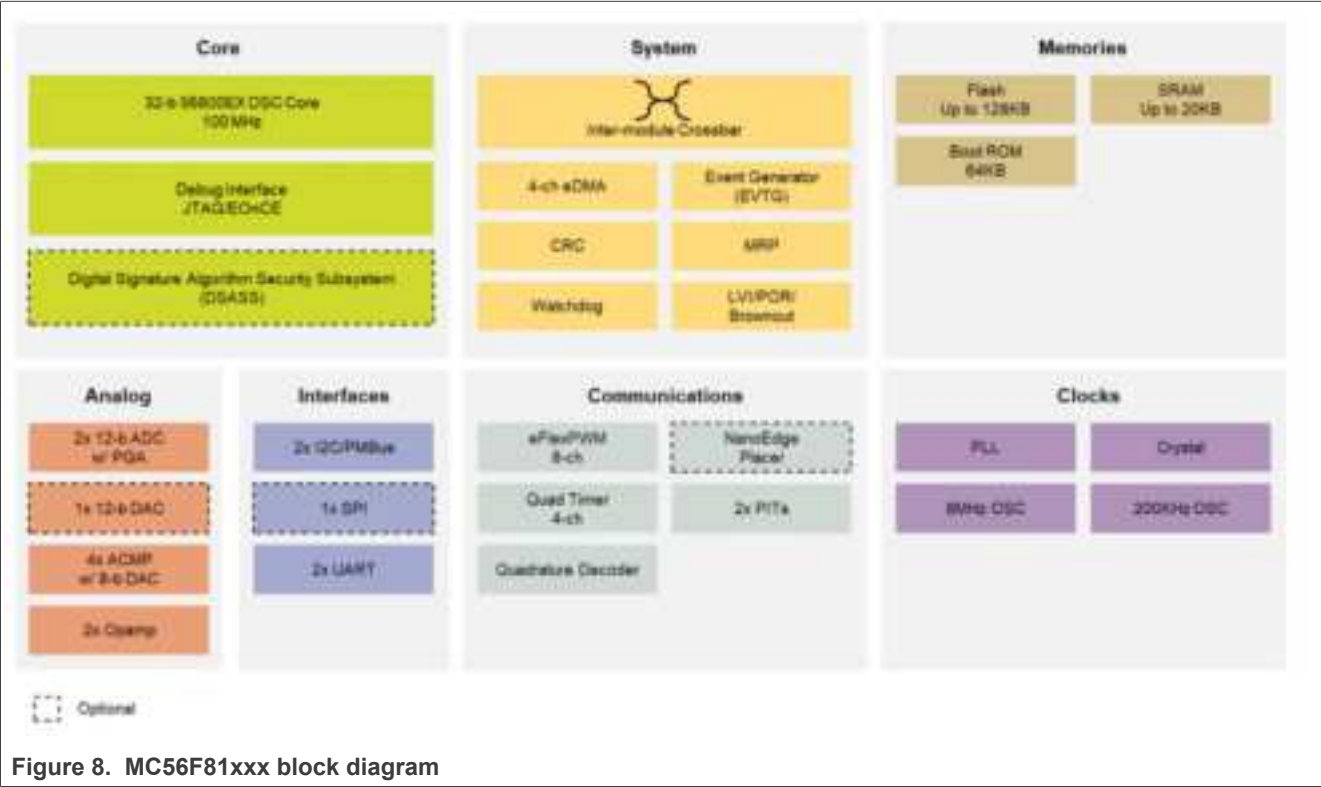 Core
32-b 56800EX DSC Core
100 MHz
Debug Interface
JTAG/EOnCE
Digital Signature Algorithm Security Subsystem
(DSASS)
System
Inter-module Crossbar
4-ch eDMA
Event Generator
(EVTG)
CRC
MRP
Watchdog
LVI/POR/
Brownout
Memories
Flash
Up to 128KB
SRAM
Up to 20KB
Boot ROM
64KB
Analog
2x 12-b ADC
w/ PGA
1x 12-b DAC
4x ACMP
w/ 8-b DAC
2x Opamp
Interfaces
2x I2C/PMBus
1x SPI
2x UART
Communications
eFlexPWM
8-ch
NanoEdge
Placer
Quad Timer
4-ch
2x PITs
Quadrature Decoder
Clocks
PLL
Crystal
8MHz OSC
200KHz OSC
Optional
Figure 8. MC56F81xxx block diagram